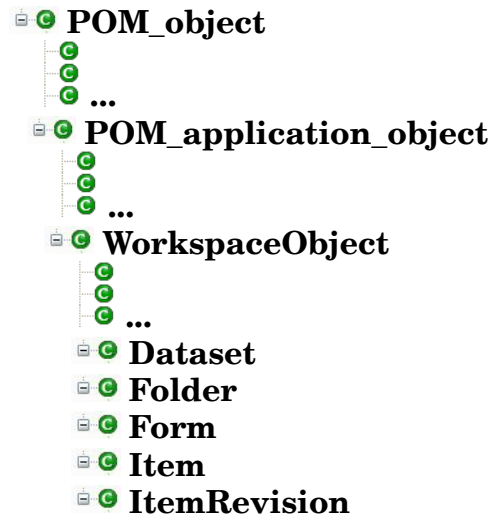 POM_object
...
POM_application_object
...
WorkspaceObject
...
Dataset
Folder
Form
Item
ItemRevision